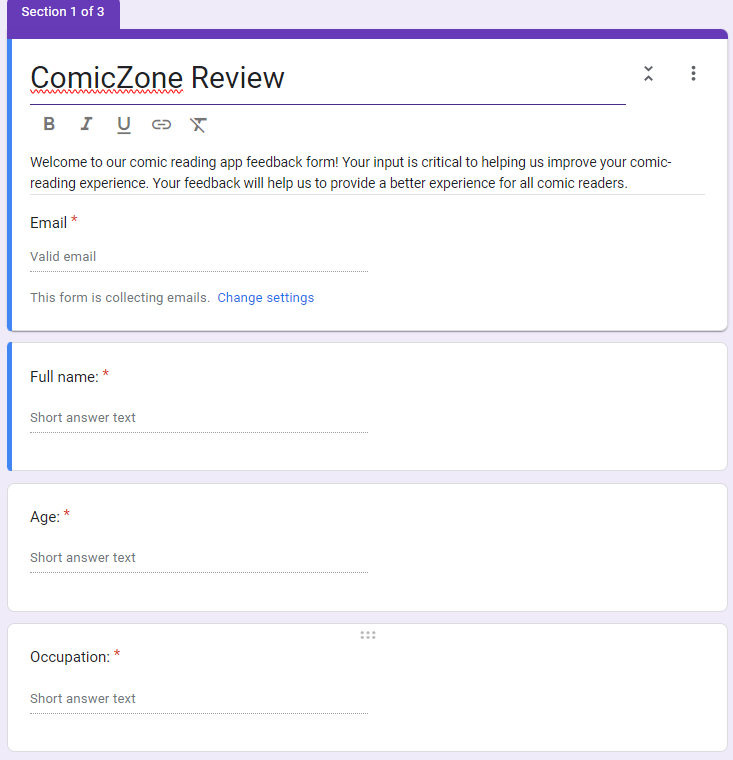 Section 1 of 3
ComicZone Review
B I U
Welcome to our comic reading app feedback form! Your input is critical to helping us improve your comic-
reading experience. Your feedback will help us to provide a better experience for all comic readers.
Email *
Valid email
This form is collecting emails. Change settings
Full name: *
Short answer text
Age: *
Short answer text
Occupation: *
Short answer text